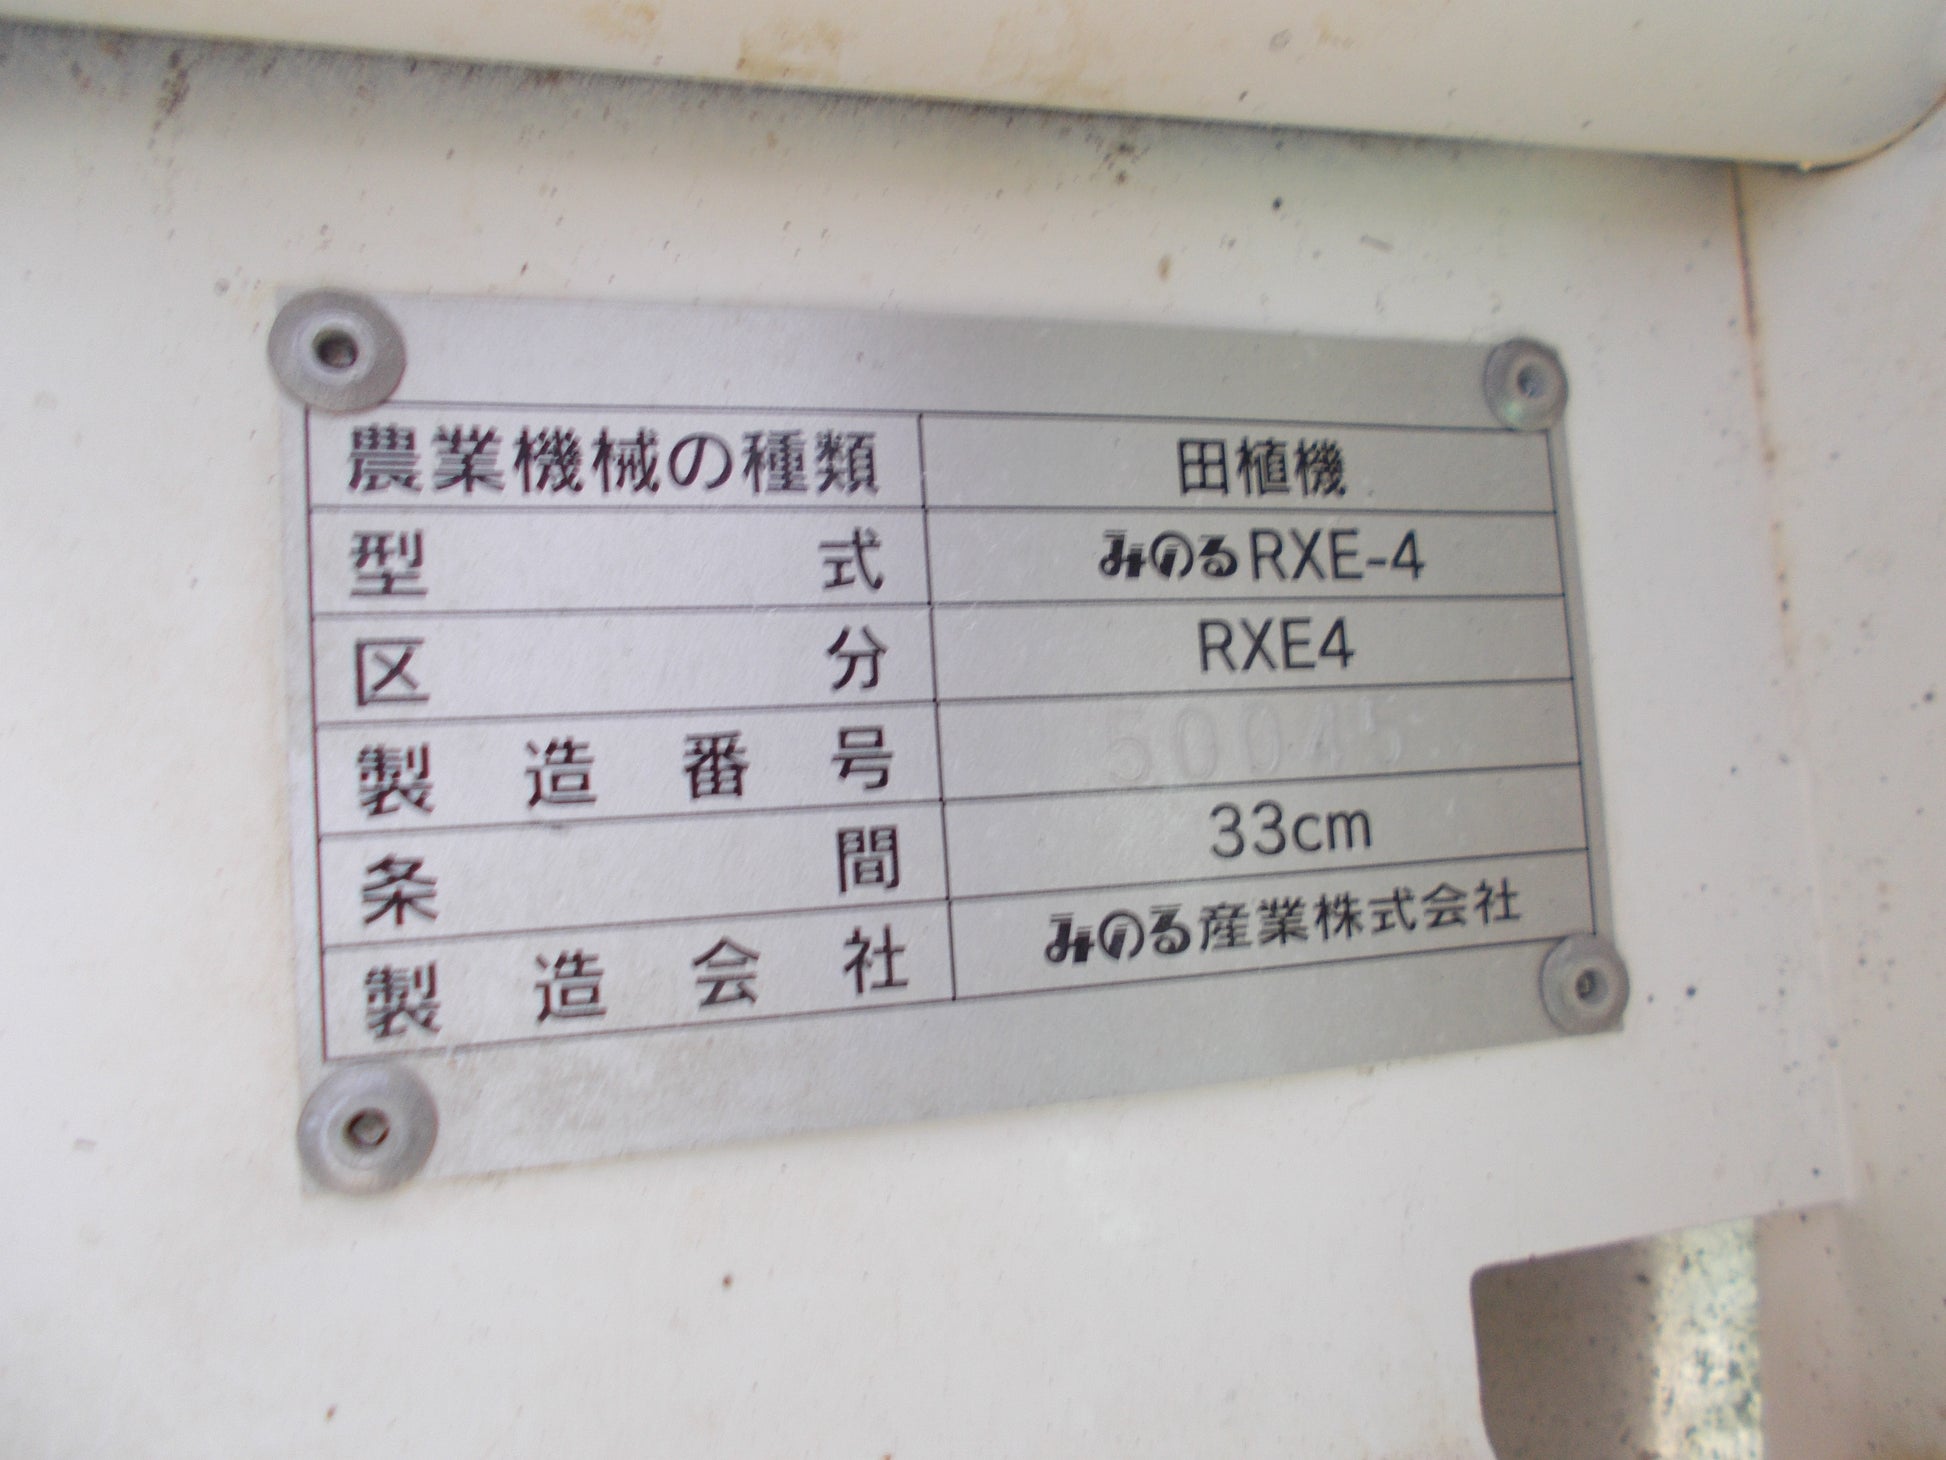 農業機械の種類 田植機
型式 みのるRXE-4
区分 RXE4
製造番号 50045
条間 33cm
製造会社 みのる産業株式会社